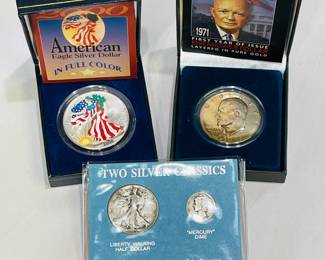 2000
American
Eagle Silver Dollar
IN FULL COLOR
1971
FIRST YEAR OF ISSUE
LAYERED IN PURE GOLD
TWO SILVER CLASSICS
LIBERTY WALKING
HALF DOLLAR
"MERCURY"
DIME